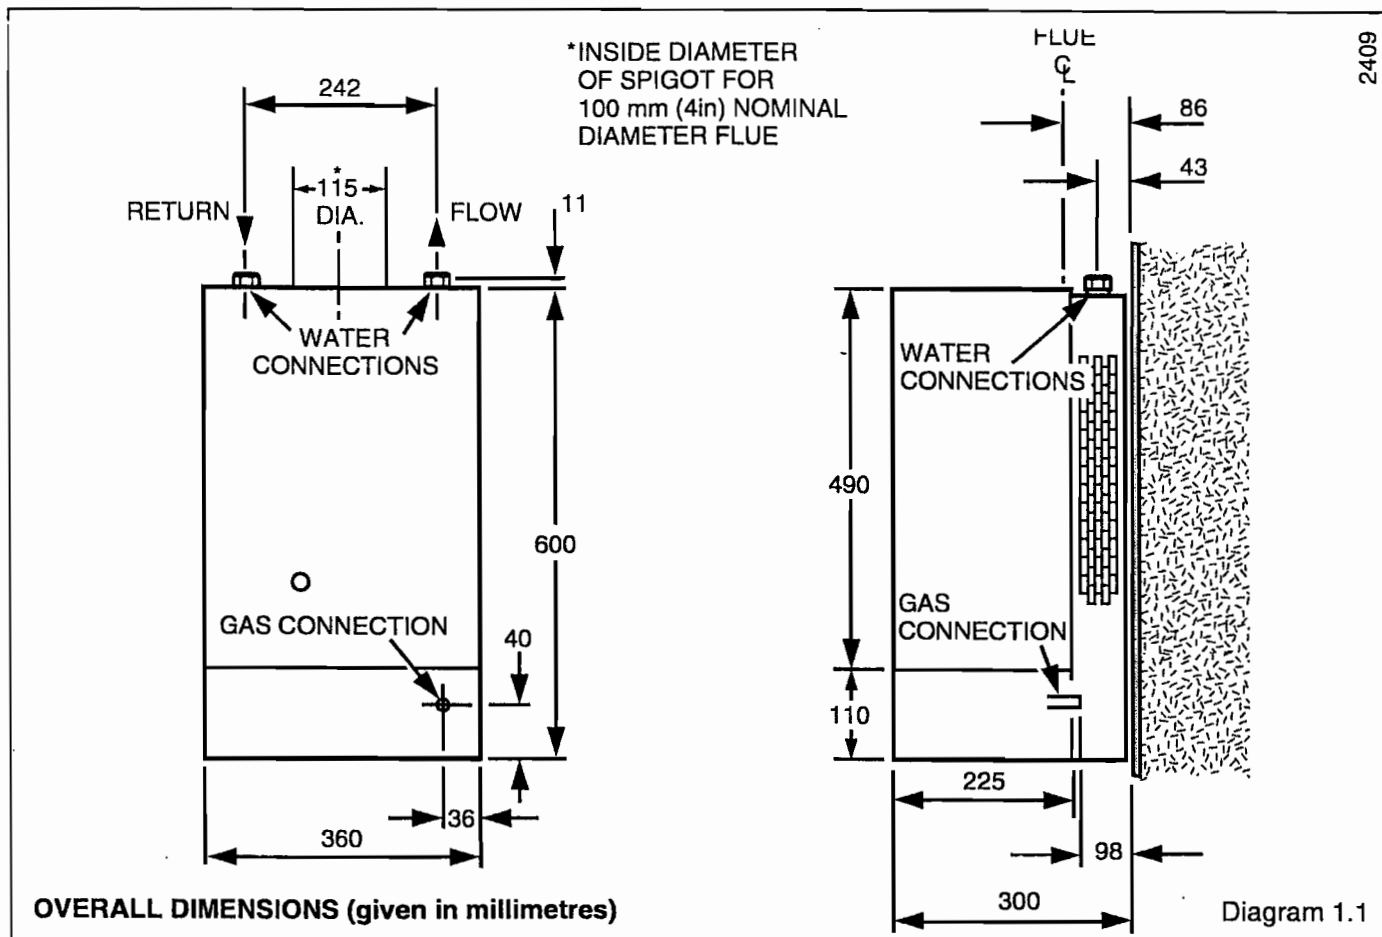 *INSIDE DIAMETER
OF SPIGOT FOR
100 mm (4in) NOMINAL
DIAMETER FLUE
FLUE
℄
2409
242
86
43
*
115
DIA.
RETURN
FLOW
11
WATER
CONNECTIONS
WATER
CONNECTIONS
490
600
GAS CONNECTION
40
GAS
CONNECTION
110
225
36
360
98
300
OVERALL DIMENSIONS (given in millimetres)
Diagram 1.1